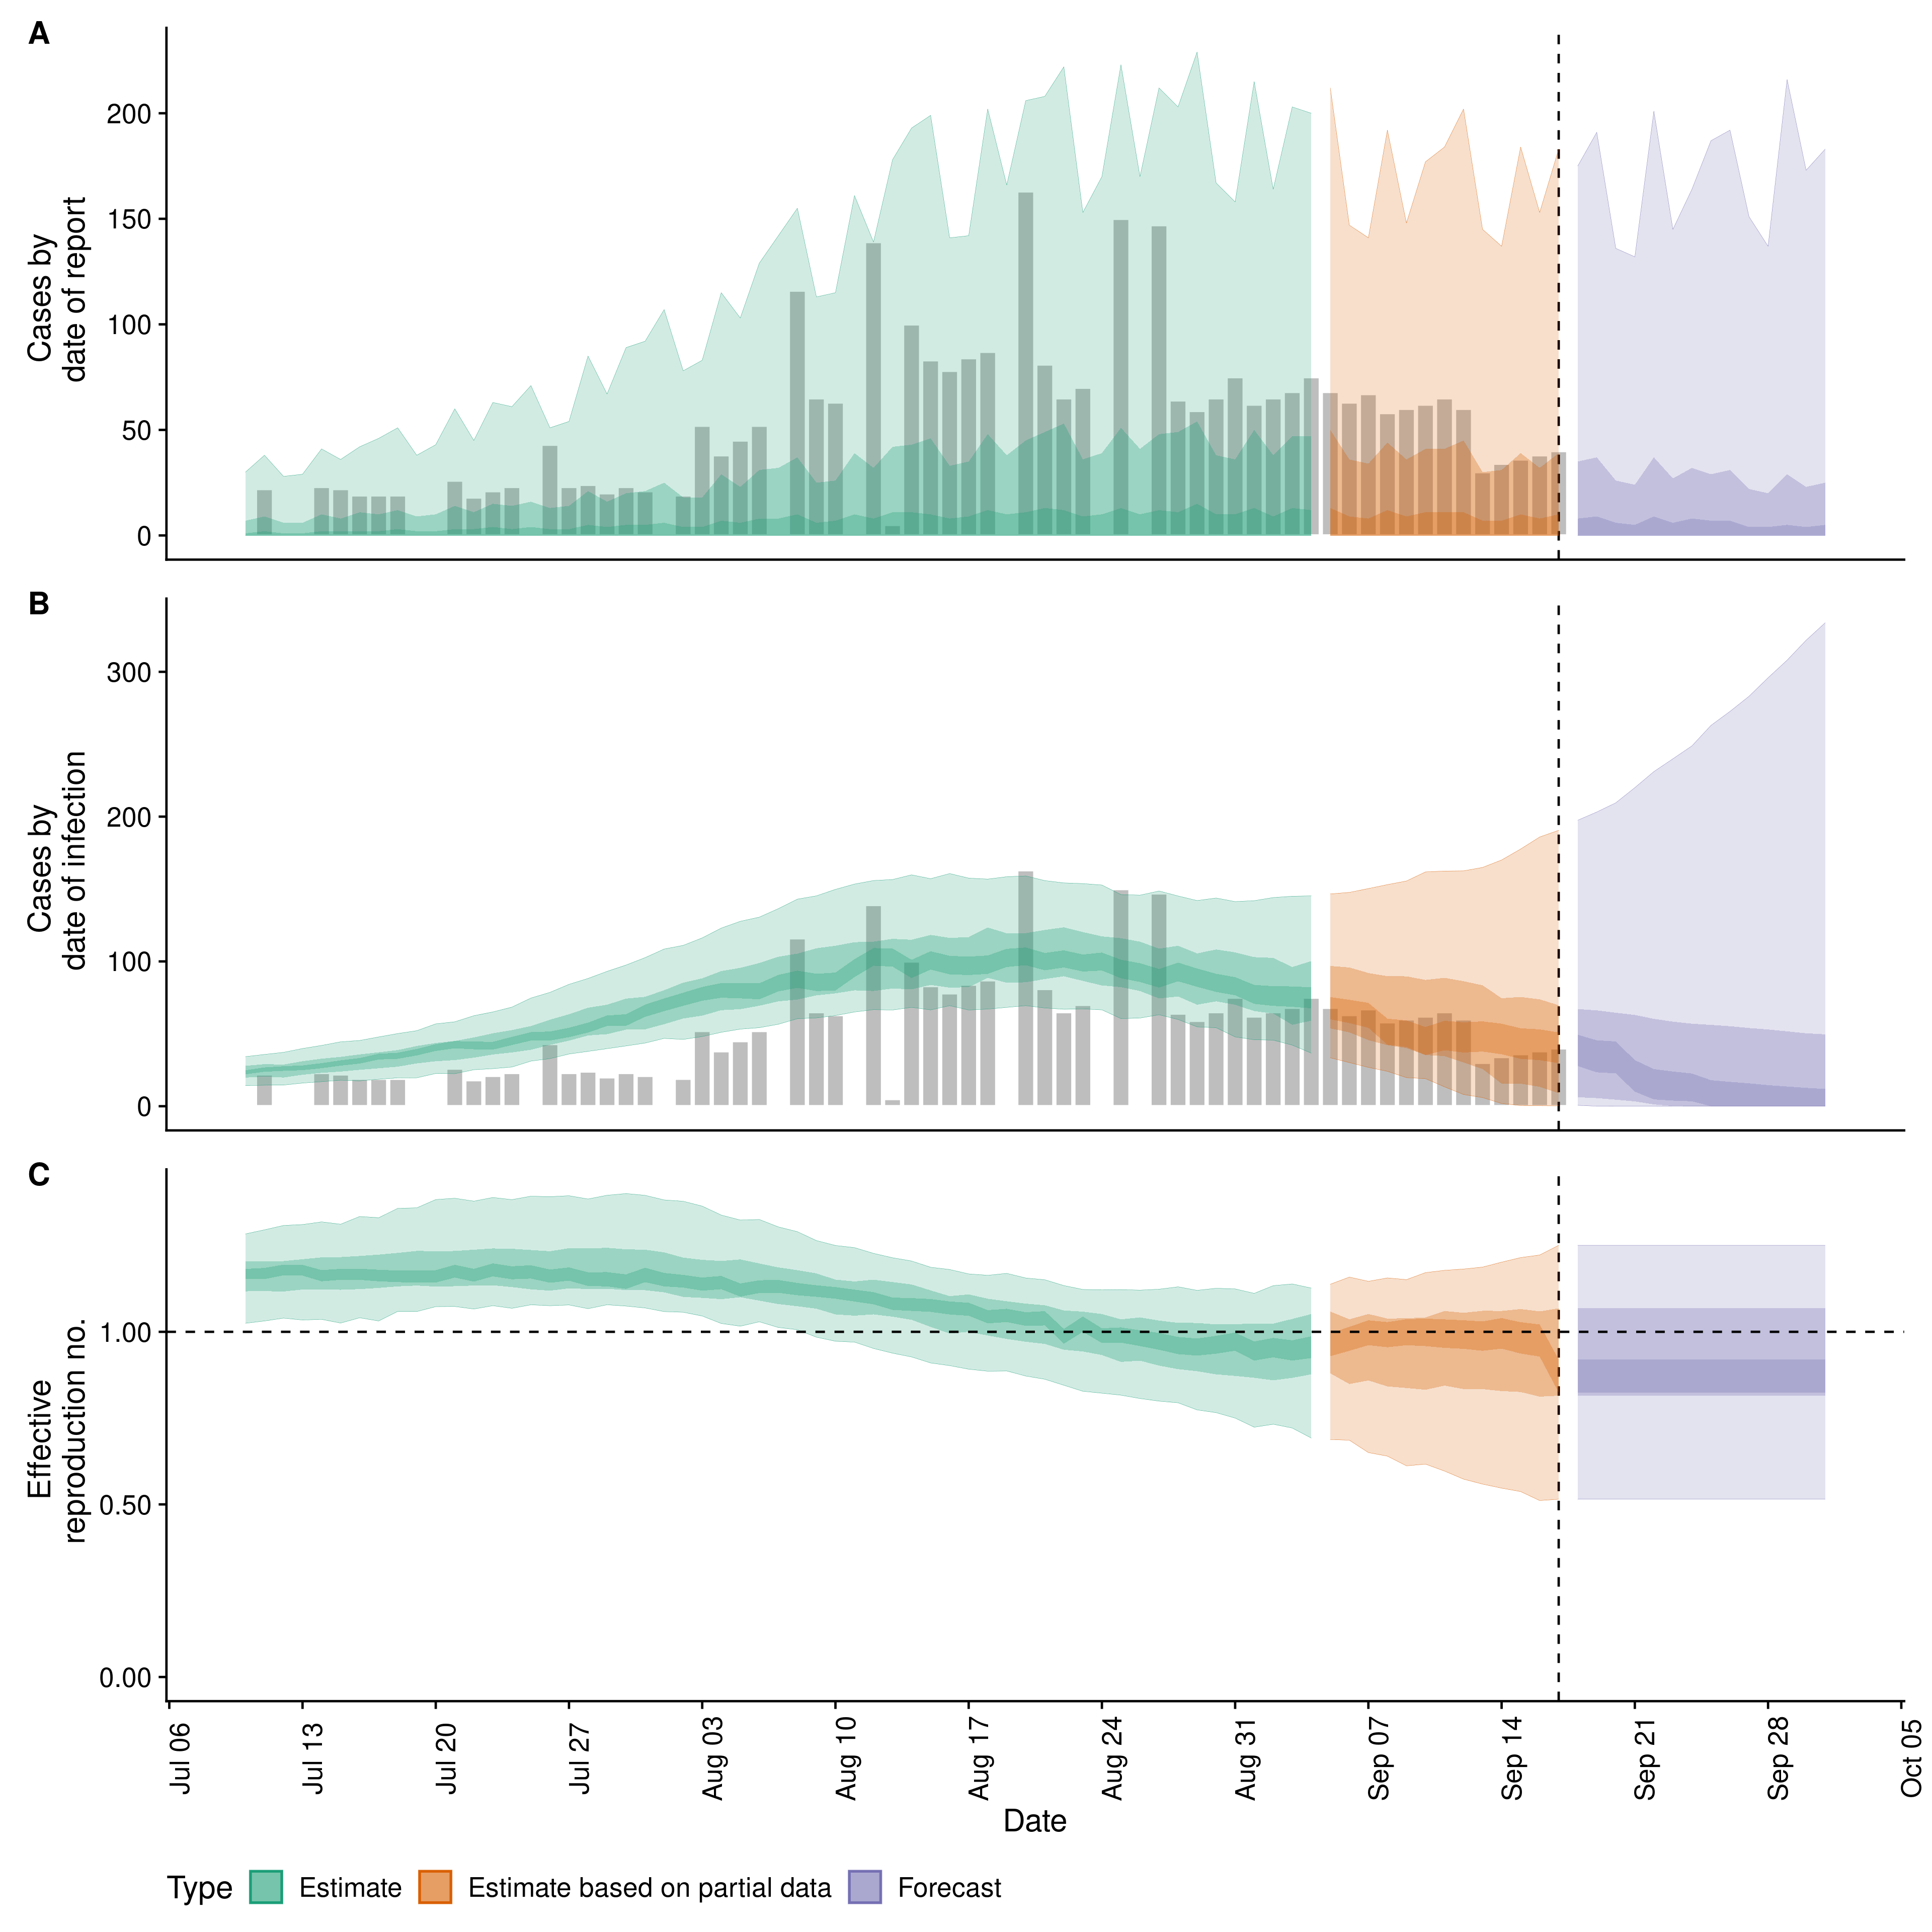 A
Cases by
date of report
200
150
100
50
0
B
Cases by
date of infection
300
200
100
0
C
Effective
reproduction no.
1.00
0.50
0.00
Jul 06
Jul 13
Jul 20
Jul 27
Aug 03
Aug 10
Aug 17
Aug 24
Aug 31
Sep 07
Sep 14
Sep 21
Sep 28
Oct 05
Date
Type Estimate Estimate based on partial data Forecast